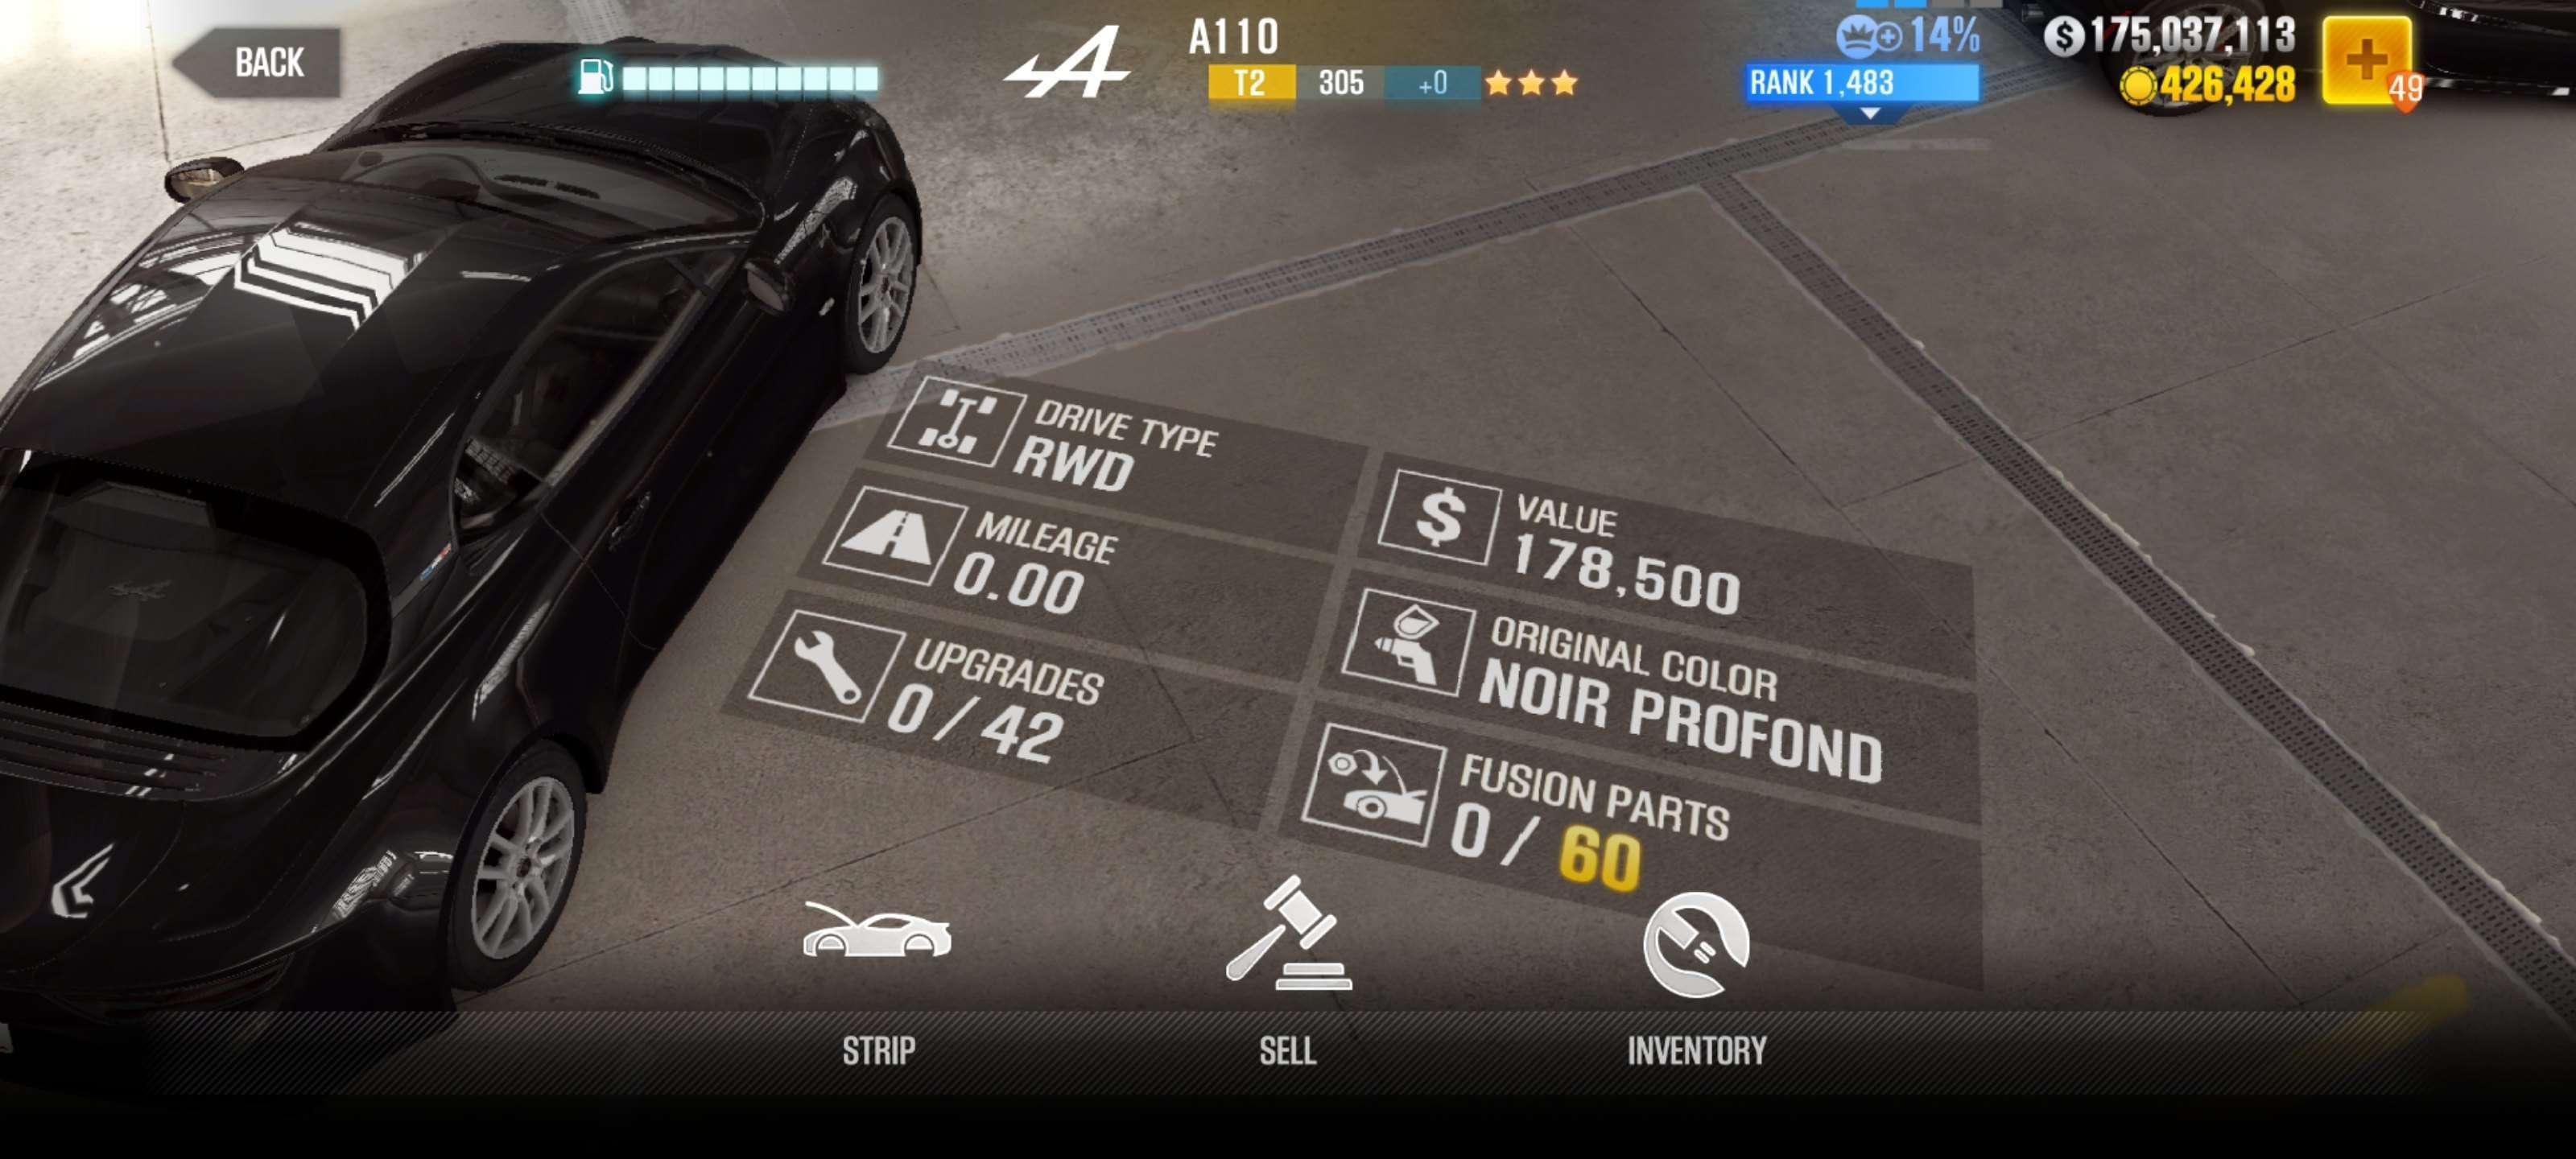 BACK
A110
T2 305 +0
14%
RANK 1,483
175,037,113
426,428
49
DRIVE TYPE
RWD
MILEAGE
0.00
UPGRADES
0 / 42
$ VALUE
178,500
ORIGINAL COLOR
NOIR PROFOND
FUSION PARTS
0 / 60
STRIP
SELL
INVENTORY